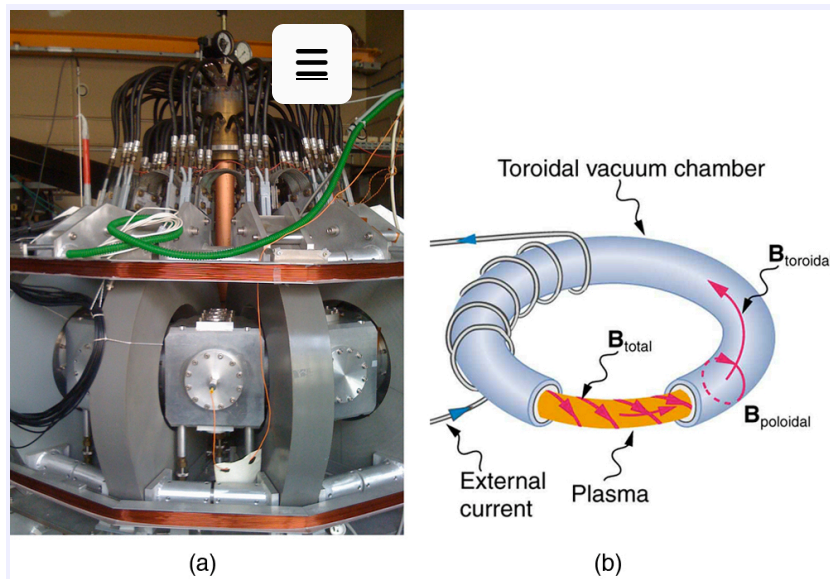 Toroidal vacuum chamber
B toroida
B total
B poloidal
External
current
Plasma
(a)
(b)